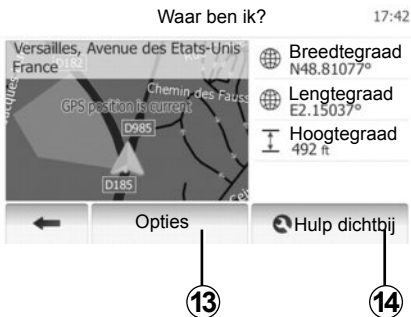 Waar ben ik?
17:42
Versailles, Avenue des Etats-Unis
France
D182
GPS position is current
Chemin des Fauss
D985
D185
Breedtegraad
N48.81077°
Lengtegraad
E2.15037°
Hoogtegraad
492 ft
Opties
Hulp dichtbij
13
14